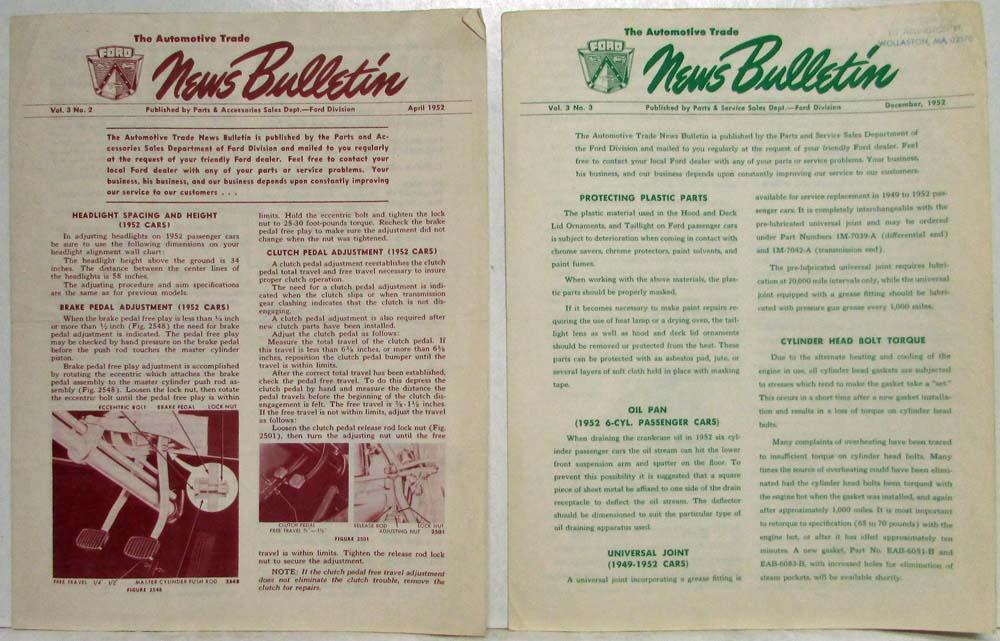 The Automotive Trade
FORD
News Bulletin
Vol. 3 No. 2 Published by Parts & Accessories Sales Dept.—Ford Division April 1952
The Automotive Trade News Bulletin is published by the Parts and Ac-
cessories Sales Department of Ford Division and mailed to you regularly
at the request of your friendly Ford dealer. Feel free to contact your
local Ford dealer with any of your parts or service problems. Your
business, his business, and our business depends upon constantly improving
our service to our customers . . .
HEADLIGHT SPACING AND HEIGHT
(1952 CARS)
In adjusting headlights on 1952 passenger cars
be sure to use the following dimensions on your
headlight alignment wall chart:
The headlight height above the ground is 34
inches. The distance between the center lines of
the headlights is 58 inches.
The adjusting procedure and aim specifications
are the same as for previous models.
BRAKE PEDAL ADJUSTMENT (1952 CARS)
When the brake pedal free play is less than ¼ inch
or more than ½ inch (Fig. 2548) the need for brake
pedal adjustment is indicated. The pedal free play
may be checked by hand pressure on the brake pedal
before the push rod touches the master cylinder
piston.
Brake pedal free play adjustment is accomplished
by rotating the eccentric which attaches the brake
pedal assembly to the master cylinder push rod as-
sembly (Fig. 2548). Loosen the lock nut, then rotate
the eccentric bolt until the pedal free play is within
ECCENTRIC BOLT BRAKE PEDAL LOCK NUT
FREE TRAVEL 1/4" 1/2" MASTER CYLINDER PUSH ROD 2548
FIGURE 2548
limits. Hold the eccentric bolt and tighten the lock
nut to 25-30 foot-pounds torque. Recheck the brake
pedal free play to make sure the adjustment did not
change when the nut was tightened.
CLUTCH PEDAL ADJUSTMENT (1952 CARS)
A clutch pedal adjustment reestablishes the clutch
pedal total travel and free travel necessary to insure
proper clutch operation.
The need for a clutch pedal adjustment is indi-
cated when the clutch slips or when transmission
gear clashing indicates that the clutch is not dis-
engaging.
A clutch pedal adjustment is also required after
new clutch parts have been installed.
Adjust the clutch pedal as follows:
Measure the total travel of the clutch pedal. If
this travel is less than 6⅜ inches, or more than 6⅝
inches, reposition the clutch pedal bumper until the
travel is within limits.
After the correct total travel has been established,
check the pedal free travel. To do this depress the
clutch pedal by hand and measure the distance the
pedal travels before the beginning of the clutch dis-
engagement is felt. The free travel is ⅞-1⅛ inches.
If the free travel is not within limits, adjust the travel
as follows:
Loosen the clutch pedal release rod lock nut (Fig.
2501), then turn the adjusting nut until the free
CLUTCH PEDAL RELEASE ROD LOCK NUT
FREE TRAVEL ⅞"—1⅛" ADJUSTING NUT 2501
FIGURE 2501
travel is within limits. Tighten the release rod lock
nut to secure the adjustment.
NOTE: If the clutch pedal free travel adjustment
does not eliminate the clutch trouble, remove the
clutch for repairs.
The Automotive Trade
FORD
News Bulletin
WOLLASTON, MA
Vol. 3 No. 3 Published by Parts & Service Sales Dept.—Ford Division December, 1952
The Automotive Trade News Bulletin is published by the Parts and Service Sales Department of
the Ford Division and mailed to you regularly at the request of your friendly Ford dealer. Feel
free to contact your local Ford dealer with any of your parts or service problems. Your business,
his business, and our business depends upon constantly improving our service to our customers.
PROTECTING PLASTIC PARTS
The plastic material used in the Hood and Deck
Lid Ornaments, and Taillight on Ford passenger cars
is subject to deterioration when coming in contact with
chrome savers, chrome protectors, paint solvents, and
paint fumes.
When working with the above materials, the plas-
tic parts should be properly masked.
If it becomes necessary to make paint repairs re-
quiring the use of heat lamp or a drying oven, the tail-
light lens as well as hood and deck lid ornaments
should be removed or protected from the heat. These
parts can be protected with an asbestos pad, jute, or
several layers of soft cloth held in place with masking
tape.
OIL PAN
(1952 6-CYL. PASSENGER CARS)
When draining the crankcase oil in 1952 six cyl-
inder passenger cars the oil stream can hit the lower
front suspension arm and spatter on the floor. To
prevent this possibility it is suggested that a square
piece of sheet metal be affixed to one side of the drain
receptacle to deflect the oil stream. The deflector
should be dimensioned to suit the particular type of
oil draining apparatus used.
UNIVERSAL JOINT
(1949-1952 CARS)
A universal joint incorporating a grease fitting is
available for service replacement in 1949 to 1952 pas-
senger cars. It is completely interchangeable with the
pre-lubricated universal joint and may be ordered
under Part Numbers 1M-7039-A (differential end)
and 1M-7042-A (transmission end).
The pre-lubricated universal joint requires lubri-
cation at 20,000 mile intervals only, while the universal
joint equipped with a grease fitting should be lubri-
cated with pressure gun grease every 1,000 miles.
CYLINDER HEAD BOLT TORQUE
Due to the alternate heating and cooling of the
engine in use, all cylinder head gaskets are subjected
to stresses which tend to make the gasket take a "set."
This occurs in a short time after a new gasket installa-
tion and results in a loss of torque on cylinder head
bolts.
Many complaints of overheating have been traced
to insufficient torque on cylinder head bolts. Many
times the source of overheating could have been elimi-
nated had the cylinder head bolts been torqued with
the engine hot when the gasket was installed, and again
after approximately 1,000 miles. It is most important
to retorque to specification (65 to 70 pounds) with the
engine hot, or after it has idled approximately ten
minutes. A new gasket, Part No. EAB-6051-B and
EAB-6083-B, with increased holes for elimination of
steam pockets, will be available shortly.